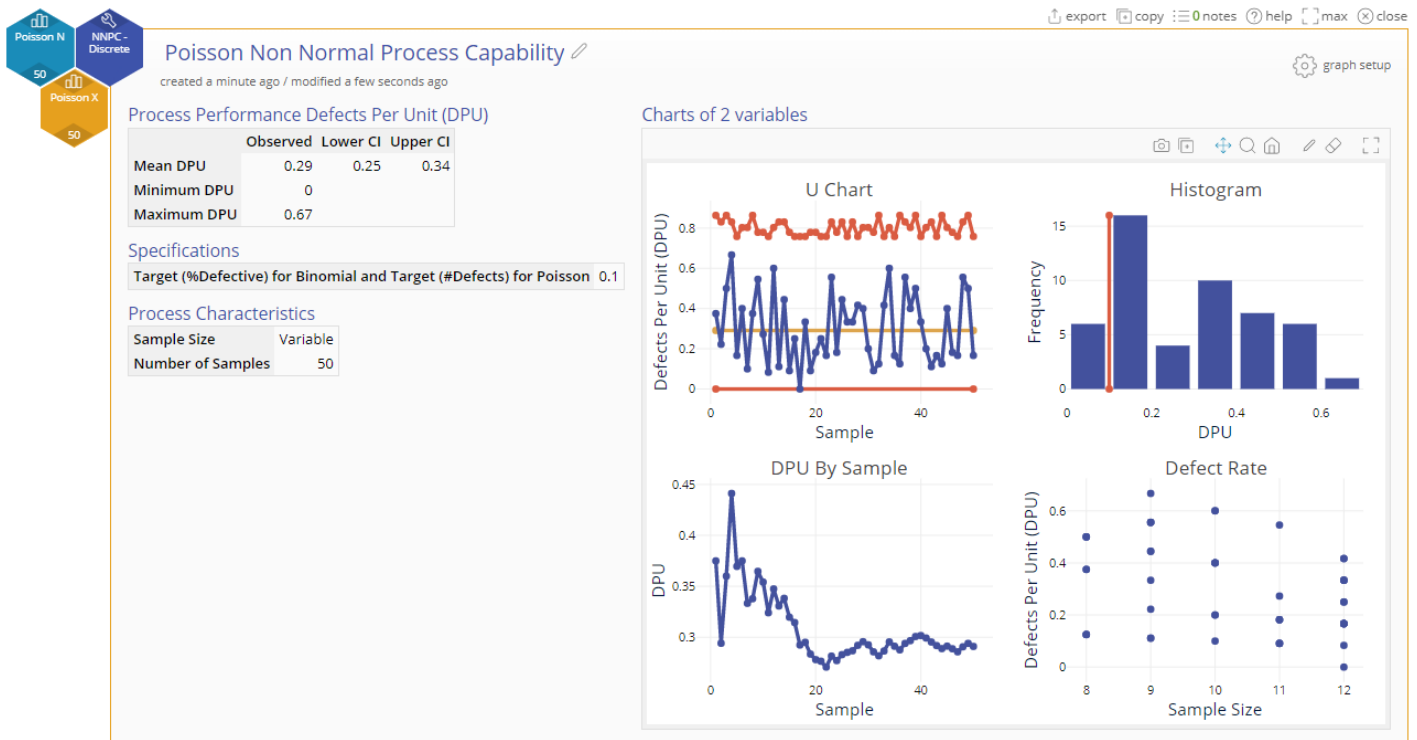 export copy 0 notes help max close
Poisson N
50
NNPC -
Discrete
Poisson X
50
Poisson Non Normal Process Capability
created a minute ago / modified a few seconds ago
graph setup
Process Performance Defects Per Unit (DPU)
Observed Lower CI Upper CI
Mean DPU 0.29 0.25 0.34
Minimum DPU 0
Maximum DPU 0.67
Specifications
Target (%Defective) for Binomial and Target (#Defects) for Poisson 0.1
Process Characteristics
Sample Size Variable
Number of Samples 50
Charts of 2 variables
U Chart
Defects Per Unit (DPU)
0.8
0.6
0.4
0.2
0
0 20 40
Sample
Histogram
Frequency
15
10
5
0
0 0.2 0.4 0.6
DPU
DPU By Sample
DPU
0.45
0.4
0.35
0.3
0 20 40
Sample
Defect Rate
Defects Per Unit (DPU)
0.6
0.4
0.2
0
8 9 10 11 12
Sample Size